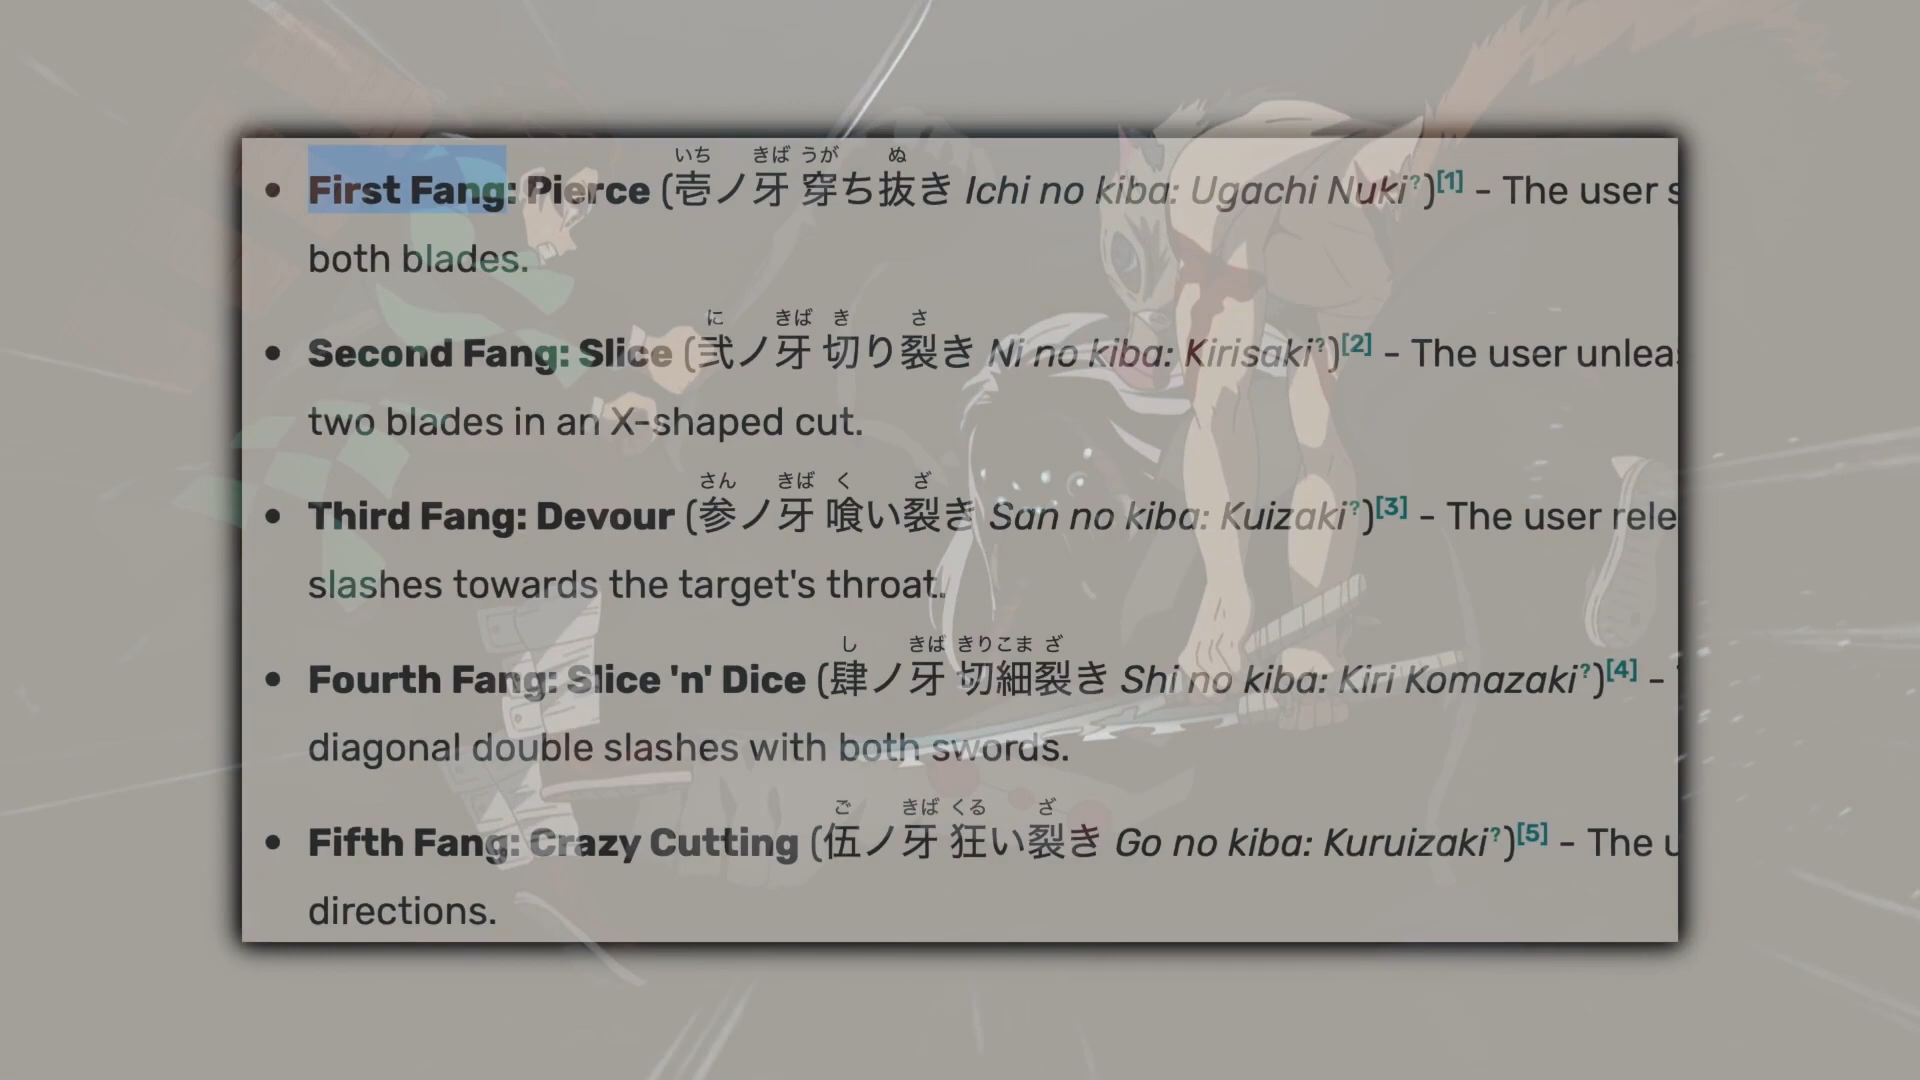 いち きば うが ぬ
• First Fang: Pierce (壱ノ牙 穿ち抜き Ichi no kiba: Ugachi Nuki?)[1] - The user s
both blades.
に きば き さ
• Second Fang: Slice (弐ノ牙 切り裂き Ni no kiba: Kirisaki?)[2] - The user unlea
two blades in an X-shaped cut.
さん きば く ざ
• Third Fang: Devour (参ノ牙 喰い裂き San no kiba: Kuizaki?)[3] - The user rele
slashes towards the target's throat.
し きば きりこま ざ
• Fourth Fang: Slice 'n' Dice (肆ノ牙 切細裂き Shi no kiba: Kiri Komazaki?)[4] -
diagonal double slashes with both swords.
ご きば くる ざ
• Fifth Fang: Crazy Cutting (伍ノ牙 狂い裂き Go no kiba: Kuruizaki?)[5] - The u
directions.